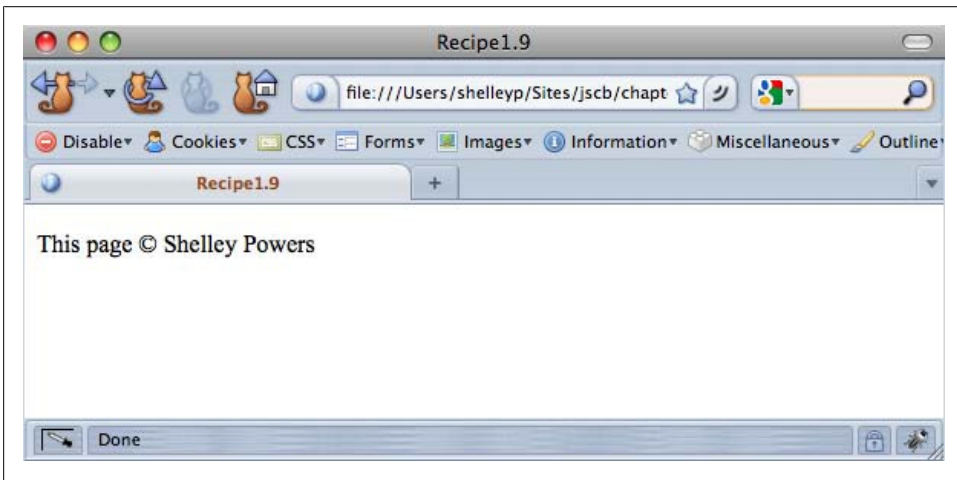 Recipe1.9
file:///Users/shelleyp/Sites/jscb/chapt
Disable Cookies CSS Forms Images Information Miscellaneous Outline
Recipe1.9 +
This page © Shelley Powers
Done